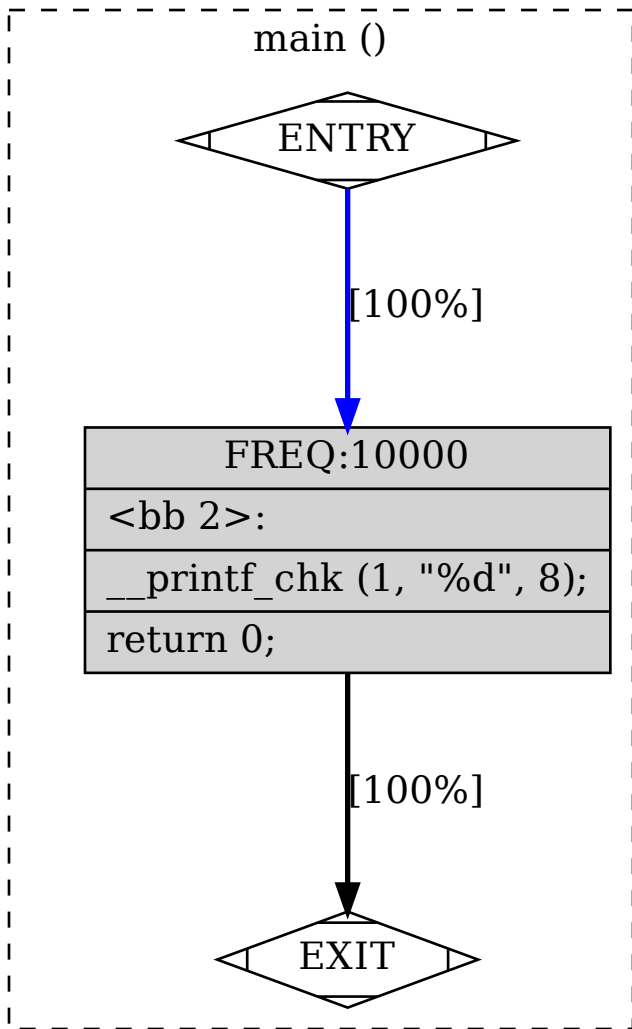 main ()
ENTRY
[100%]
FREQ:10000
<bb 2>:
__printf_chk (1, "%d", 8);
return 0;
[100%]
EXIT